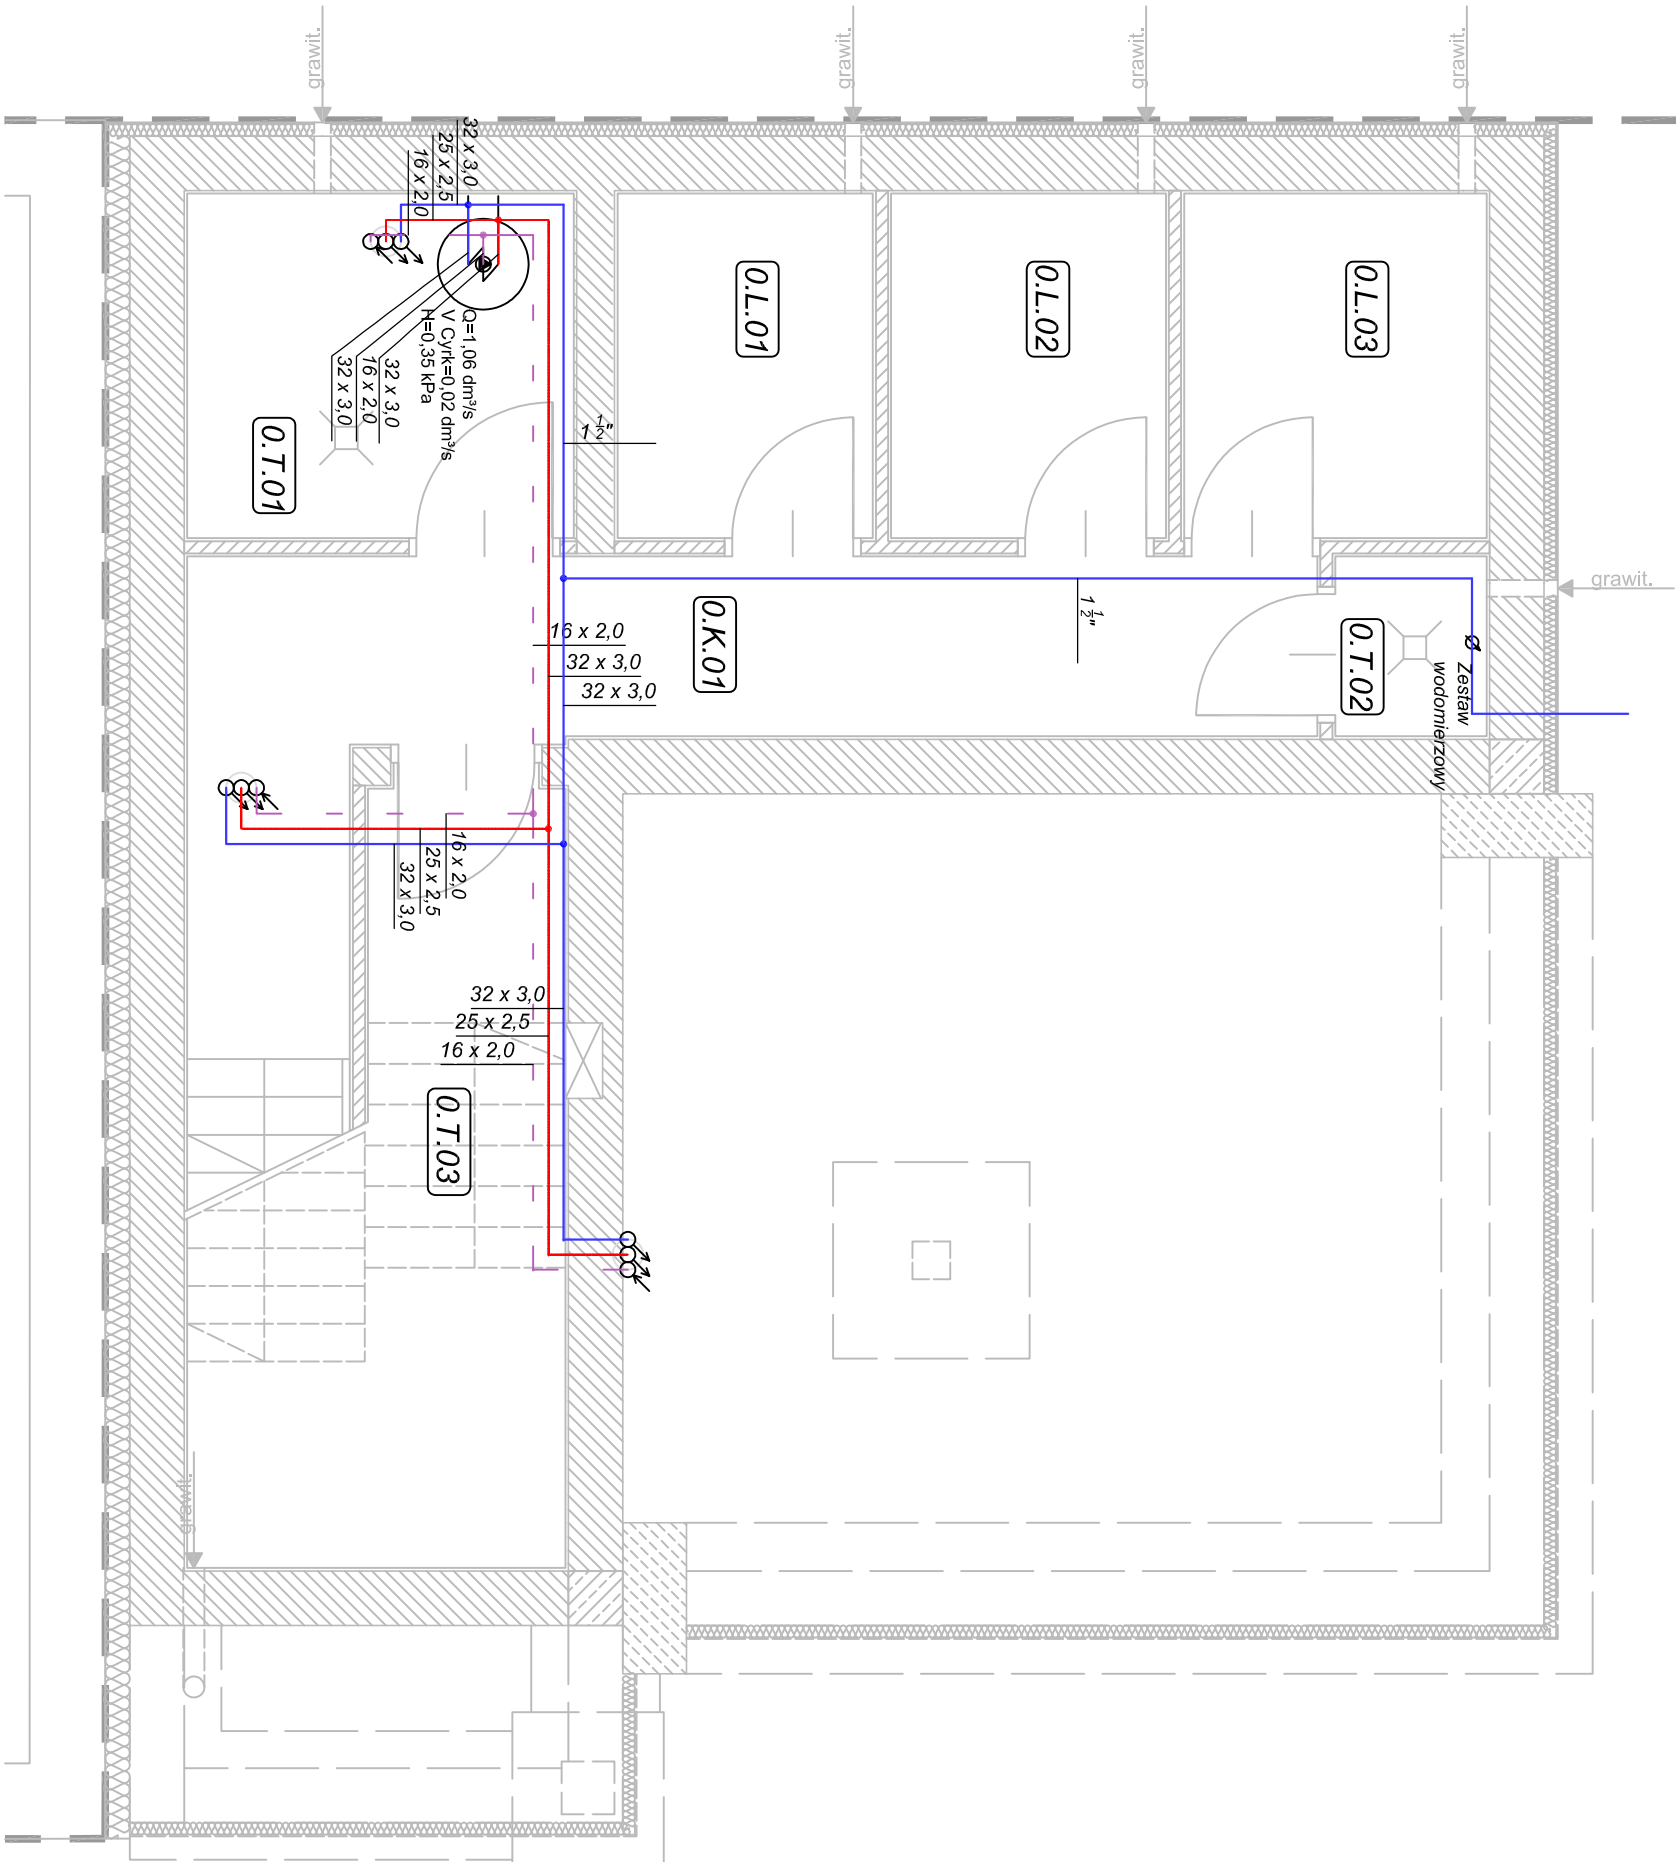 grawit.
grawit.
grawit.
grawit.
32 x 3,0
25 x 2,5
16 x 2,0
0.L.01
0.L.02
0.L.03
Q=1,06 dm³/s
V Cyrk=0,02 dm³/s
H=0,35 kPa
32 x 3,0
16 x 2,0
32 x 3,0
0.T.01
1 1/2"
grawit.
1 1/2"
0.K.01
16 x 2,0
32 x 3,0
32 x 3,0
0.T.02
Ø Zestaw
wodomierzowy
16 x 2,0
25 x 2,5
32 x 3,0
32 x 3,0
25 x 2,5
16 x 2,0
0.T.03
grawit.